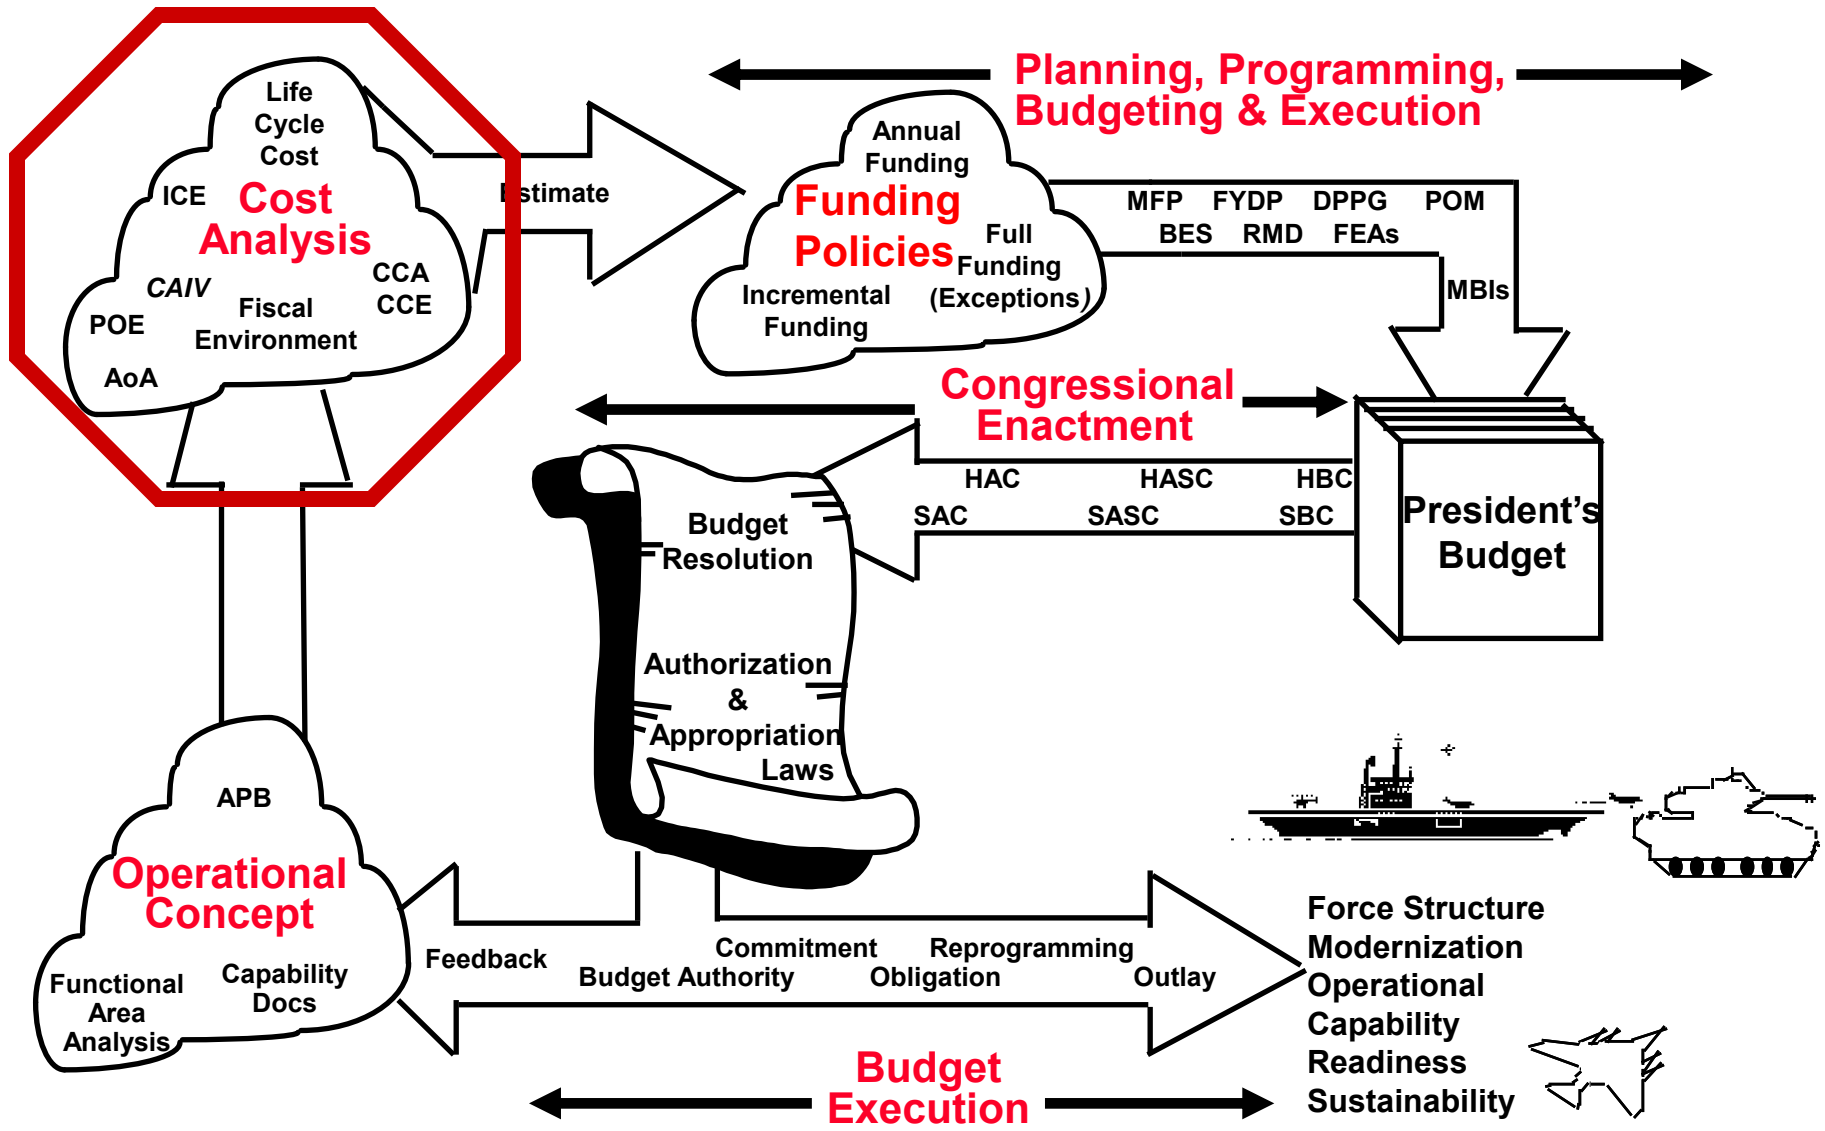 Life
Cycle
Cost
ICE
Cost
Analysis
CAIV
CCA
CCE
POE
Fiscal
Environment
AoA
Estimate
Planning, Programming,
Budgeting & Execution
Annual
Funding
Funding
Policies
Full
Funding
(Exceptions)
Incremental
Funding
MFP FYDP DPPG POM
BES RMD FEAs
MBIs
Congressional
Enactment
HAC HASC HBC
SAC SASC SBC
President's
Budget
Budget
Resolution
Authorization
&
Appropriation
Laws
APB
Operational
Concept
Functional
Area
Analysis
Capability
Docs
Feedback
Commitment Reprogramming
Budget Authority Obligation Outlay
Force Structure
Modernization
Operational
Capability
Readiness
Sustainability
Budget
Execution